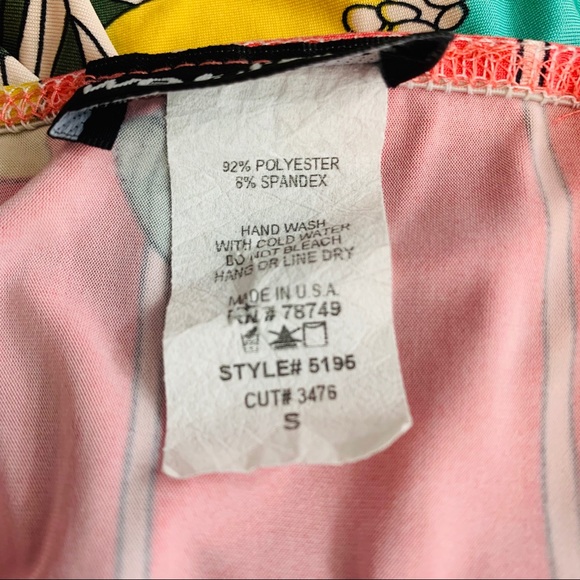 92% POLYESTER
8% SPANDEX
HAND WASH
WITH COLD WATER
DO NOT BLEACH
HANG OR LINE DRY
MADE IN U.S.A.
RN # 78749
STYLE# 5195
CUT# 3476
S